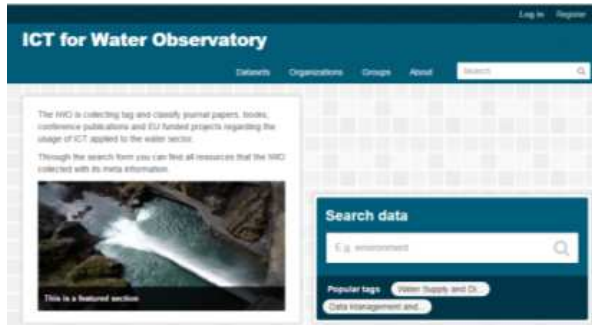 Log in Register
ICT for Water Observatory
Datasets Organizations Groups About Search
The IWO is collecting tag and classify journal papers, books,
conference publications and EU funded projects regarding the
usage of ICT applied to the water sector.
Through the search form you can find all resources that the IWO
collected with its meta information.
This is a featured section
Search data
E.g. environment
Popular tags Water Supply and Di...
Data Management and...